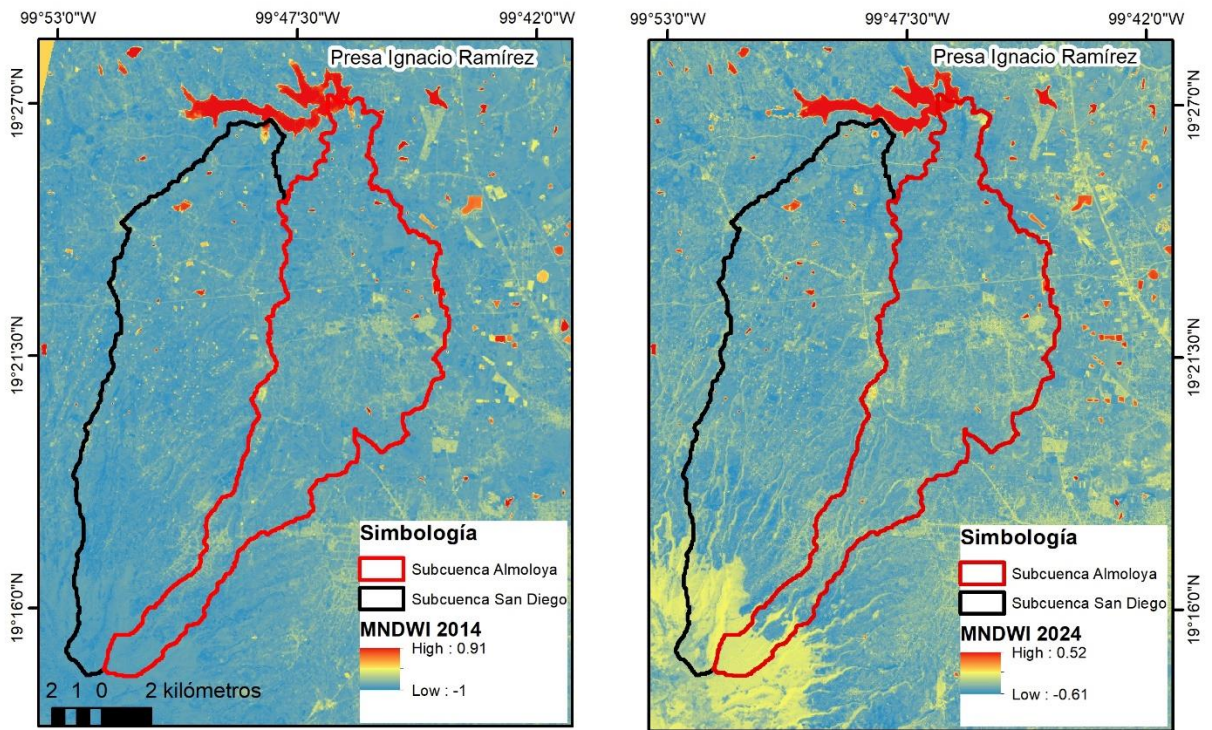 99°53'0"W 99°47'30"W 99°42'0"W
19°27'0"N
19°21'30"N
19°16'0"N
Presa Ignacio Ramírez
Simbología
Subcuenca Almoloya
Subcuenca San Diego
MNDWI 2014
High : 0.91
Low : -1
2 1 0 2 kilómetros
99°53'0"W 99°47'30"W 99°42'0"W
Presa Ignacio Ramírez
19°27'0"N
19°21'30"N
19°16'0"N
Simbología
Subcuenca Almoloya
Subcuenca San Diego
MNDWI 2024
High : 0.52
Low : -0.61